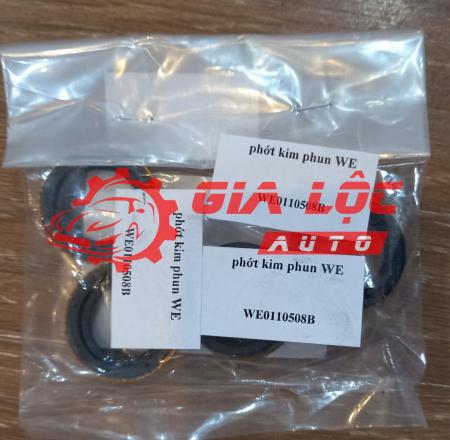 phớt kim phun WE
WE0110508B
GIA LỘC
AUTO
phớt kim phun WE
WE0110508B
phớt kim phun WE
WE0110508B